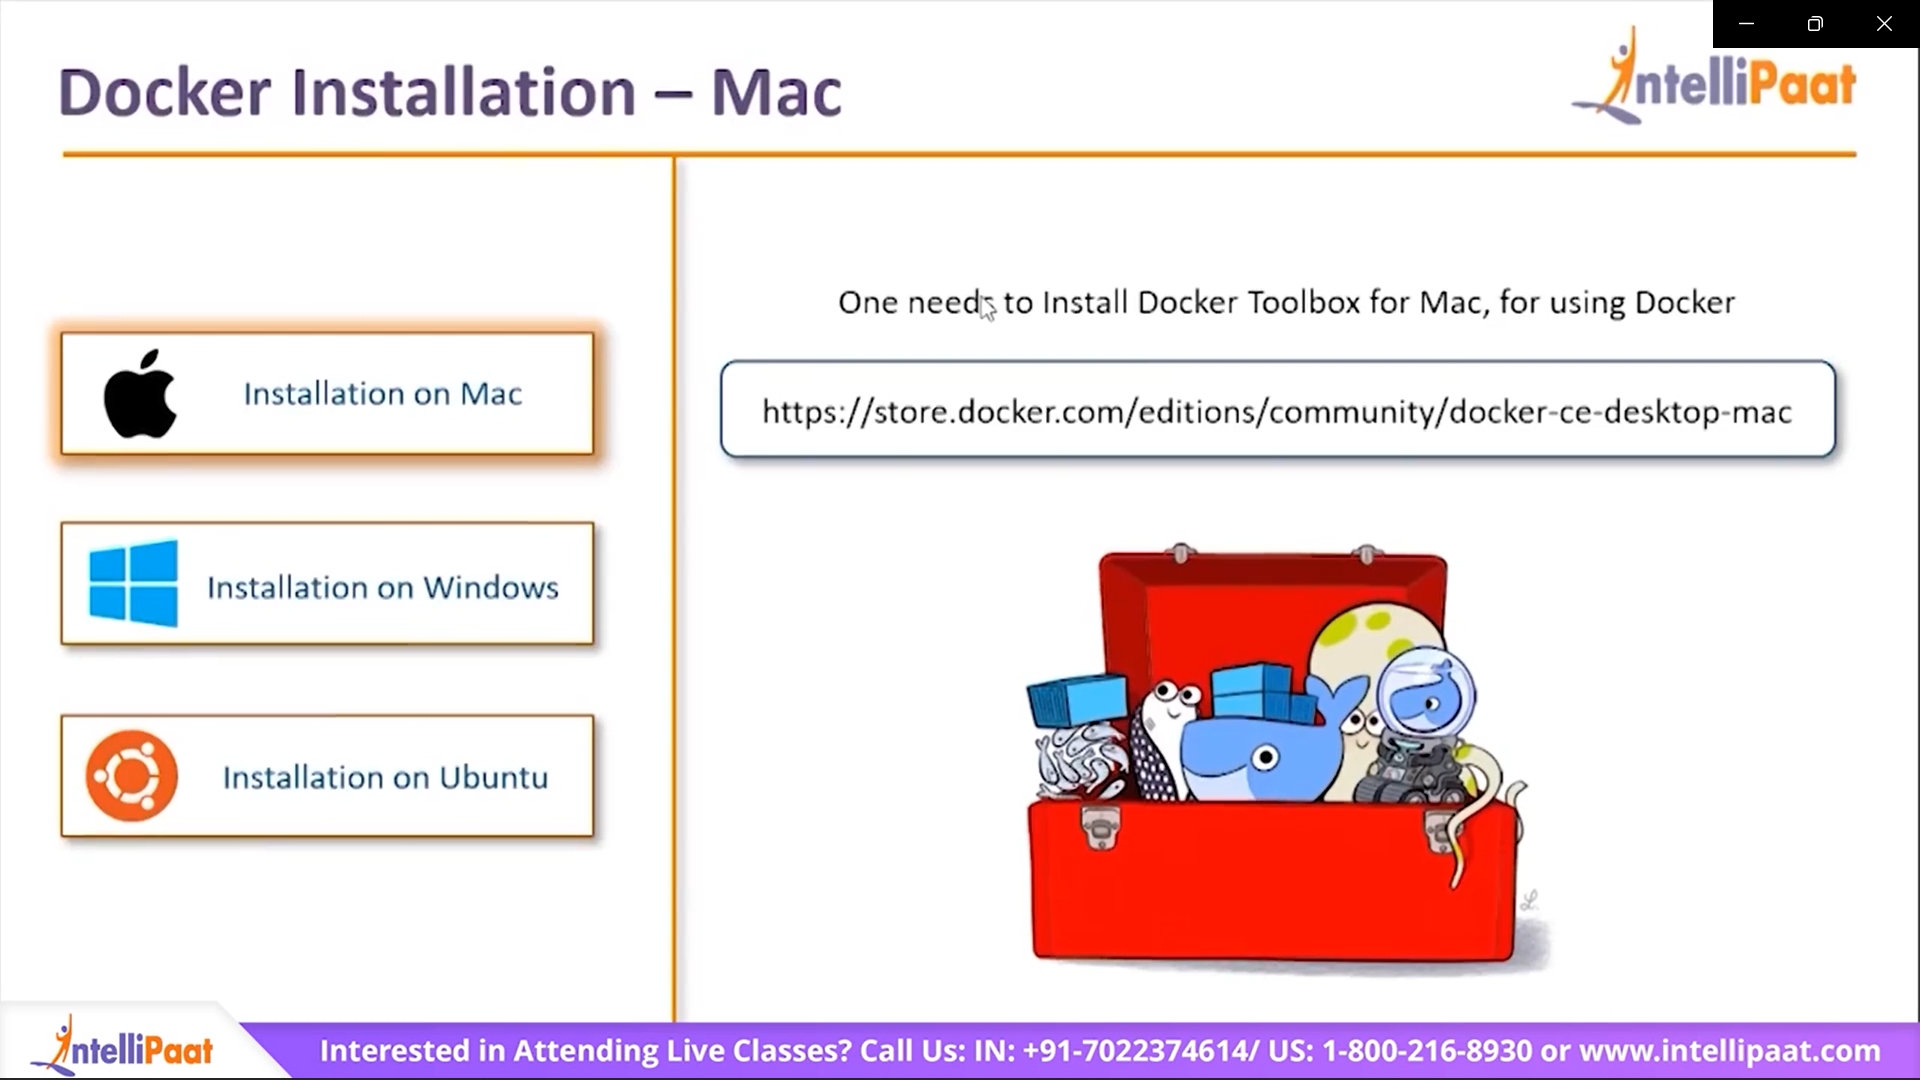 Docker Installation – Mac
IntelliPaat
Installation on Mac
Installation on Windows
Installation on Ubuntu
One needs to Install Docker Toolbox for Mac, for using Docker
https://store.docker.com/editions/community/docker-ce-desktop-mac
IntelliPaat
Interested in Attending Live Classes? Call Us: IN: +91-7022374614/ US: 1-800-216-8930 or www.intellipaat.com